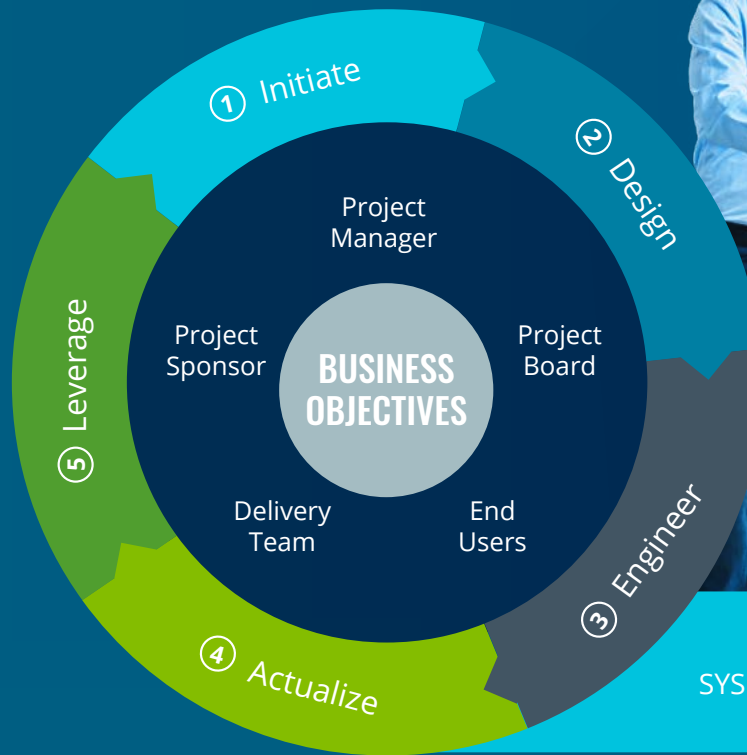 ① Initiate
② Design
③ Engineer
④ Actualize
⑤ Leverage
Project
Manager
Project
Sponsor
Project
Board
BUSINESS
OBJECTIVES
Delivery
Team
End
Users
SYS